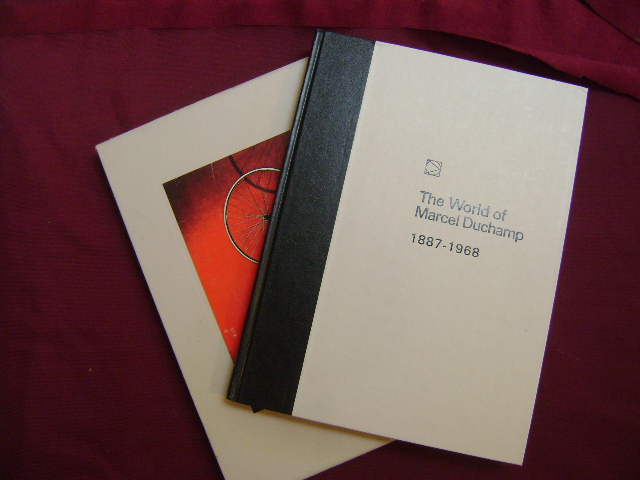 The World of
Marcel Duchamp
1887-1968